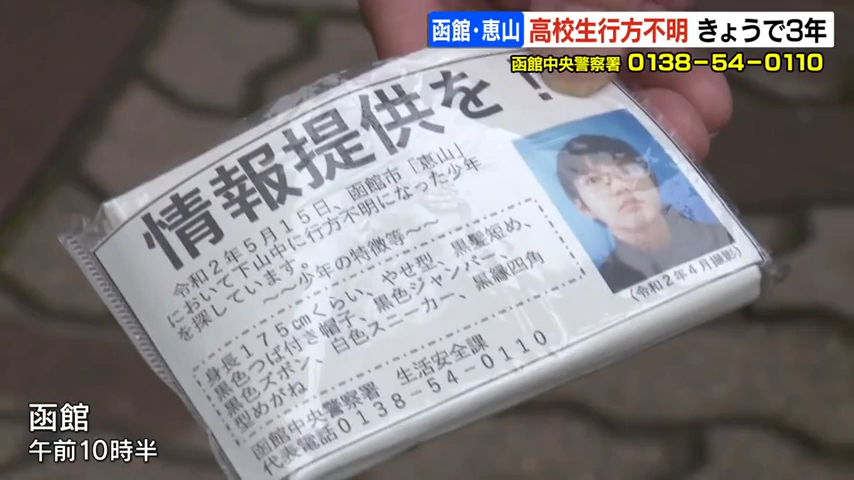 函館・恵山 高校生行方不明 きょうで3年
函館中央警察署 0138-54-0110
情報提供を!
令和2年5月15日、函館市「恵山」
において下山中に行方不明になった少年
を探しています。
～～少年の特徴等～～
身長175cmくらい、やせ型、黒髪短め、
黒色つば付き帽子、黒色ジャンパー、
黒色ズボン、白色スニーカー、黒縁四角
型めがね
函館中央警察署 生活安全課
代表電話0138-54-0110
(令和2年4月撮影)
函館
午前10時半